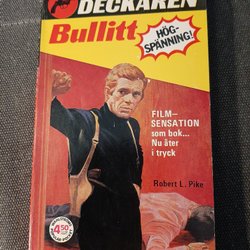 DECKAREN
Bullitt
HÖG-
SPÄNNING!
FILM-
SENSATION
som bok...
Nu åter
i tryck
Robert L. Pike
4.50